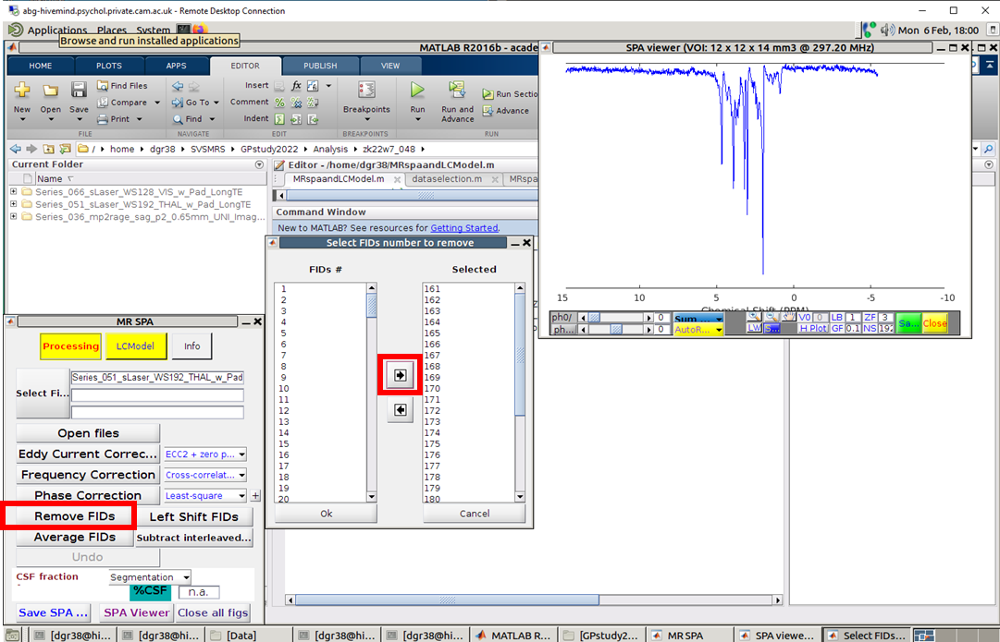 abg-hivemind.psychol.private.cam.ac.uk - Remote Desktop Connection
Applications Places System
Mon 6 Feb, 18:00
Browse and run installed applications
MATLAB R2016b - acade
HOME PLOTS APPS EDITOR PUBLISH VIEW
New Open Save
Find Files
Compare
Print
FILE
Go To
Find
NAVIGATE
Insert fx
Comment
Indent
EDIT
Breakpoints
BREAKPOINTS
Run
Run and Advance
Run Sectio
Advance
RUN
/ home dgr38 SVSMRS GPstudy2022 Analysis zk22w7_048
Current Folder
Name
Series_066_sLaser_WS128_VIS_w_Pad_LongTE
Series_051_sLaser_WS192_THAL_w_Pad_LongTE
Series_036_mp2rage_sag_p2_0.65mm_UNI_Imag...
Editor - /home/dgr38/MRspaandLCModel.m
MRspaandLCModel.m dataselection.m MRspa
Command Window
New to MATLAB? See resources for Getting Started.
SPA viewer (VOI: 12 x 12 x 14 mm3 @ 297.20 MHz)
15 10 5 0 -5 -10
Chemical Shift (PPM)
ph0/ 0 Sum ... V0 0 LB 1 ZF 3
ph... 0 AutoR... LW H Plot GF 0.1 NS 192
Sa... Close
Select FIDs number to remove
FIDs #
1
2
3
4
5
6
7
8
9
10
11
12
13
14
15
16
17
18
19
20
Ok
Selected
161
162
163
164
165
166
167
168
169
170
171
172
173
174
175
176
177
178
179
180
Cancel
MR SPA
Processing LCModel Info
Select Fi...
Series_051_sLaser_WS192_THAL_w_Pad
Open files
Eddy Current Correc... ECC2 + zero p...
Frequency Correction Cross-correlat...
Phase Correction Least-square +
Remove FIDs Left Shift FIDs
Average FIDs Subtract interleaved...
Undo
CSF fraction Segmentation
%CSF n.a.
Save SPA ... SPA Viewer Close all figs
[dgr38@hi... [dgr38@hi... [Data] [dgr38@hi... [dgr38@hi... MATLAB R... [GPstudy2... MR SPA SPA viewe... Select FIDs...